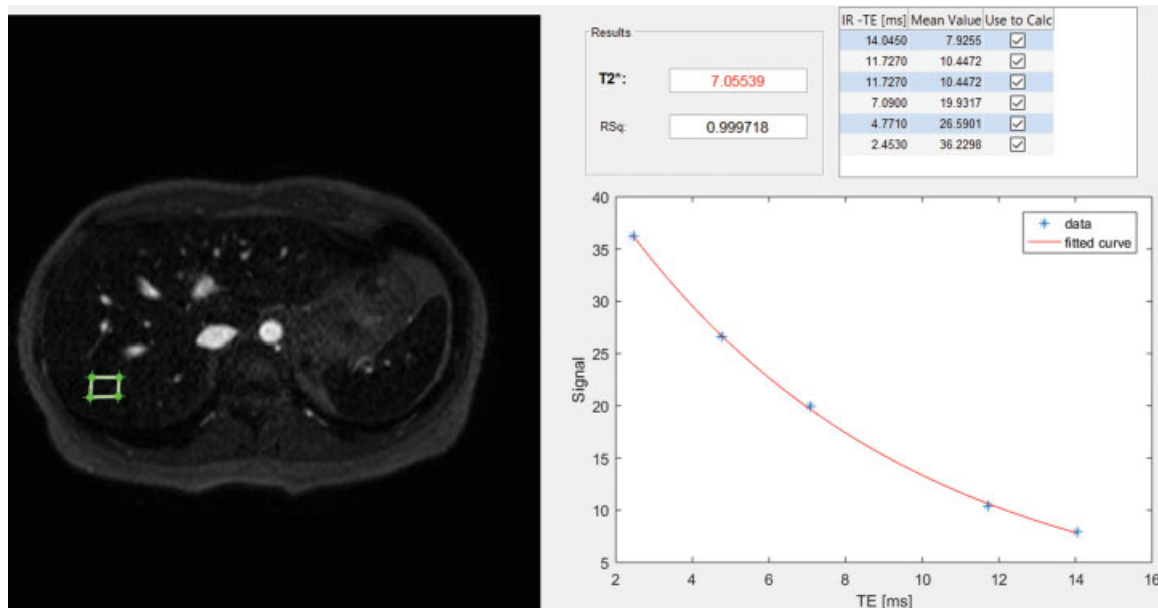 Results
T2*:
7.05539
RSq:
0.999718
IR -TE [ms] Mean Value Use to Calc
14.0450 7.9255
11.7270 10.4472
11.7270 10.4472
7.0900 19.9317
4.7710 26.5901
2.4530 36.2298
40
35
30
25
20
15
10
5
Signal
data
fitted curve
2 4 6 8 10 12 14 16
TE [ms]